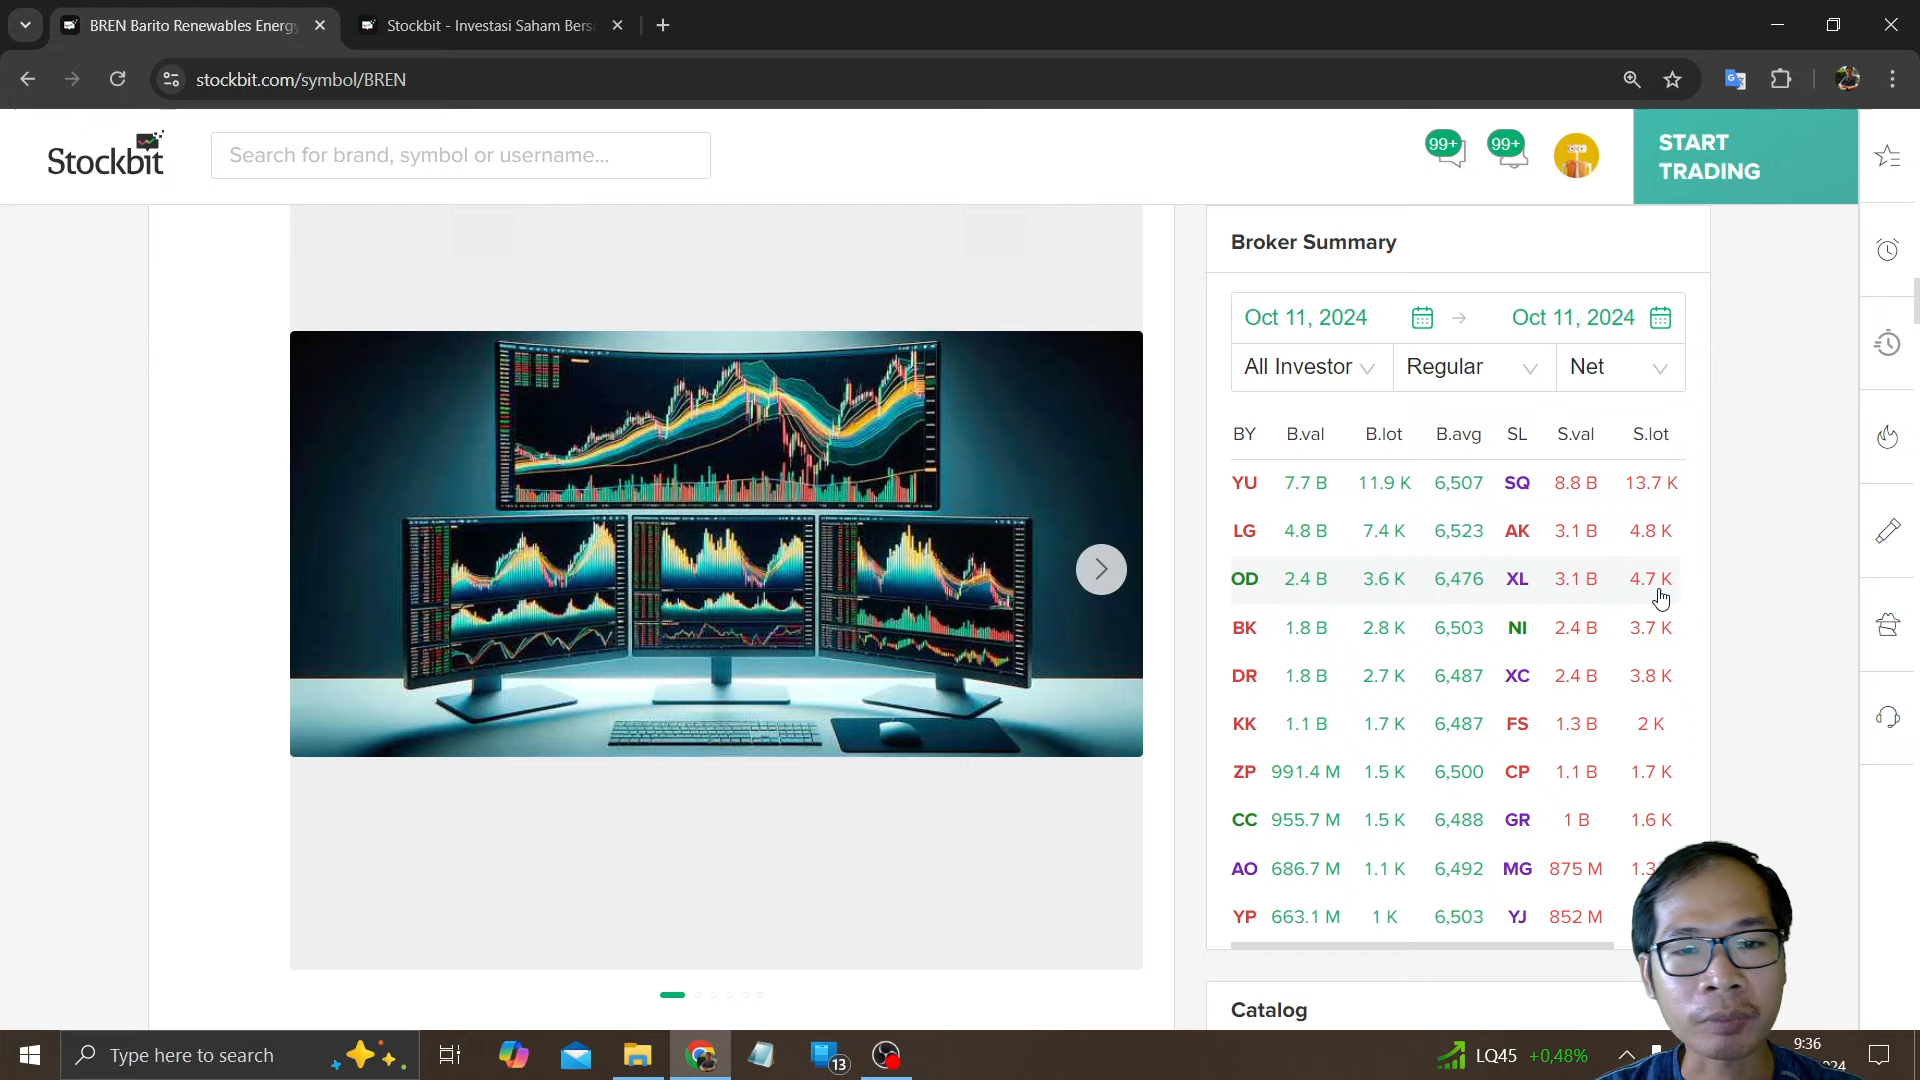 BREN Barito Renewables Energy
Stockbit - Investasi Saham Bers
stockbit.com/symbol/BREN
Stockbit
Search for brand, symbol or username...
99+
99+
START
TRADING
Broker Summary
Oct 11, 2024
Oct 11, 2024
All Investor
Regular
Net
BY B.val B.lot B.avg SL S.val S.lot
YU 7.7 B 11.9 K 6,507 SQ 8.8 B 13.7 K
LG 4.8 B 7.4 K 6,523 AK 3.1 B 4.8 K
OD 2.4 B 3.6 K 6,476 XL 3.1 B 4.7 K
BK 1.8 B 2.8 K 6,503 NI 2.4 B 3.7 K
DR 1.8 B 2.7 K 6,487 XC 2.4 B 3.8 K
KK 1.1 B 1.7 K 6,487 FS 1.3 B 2 K
ZP 991.4 M 1.5 K 6,500 CP 1.1 B 1.7 K
CC 955.7 M 1.5 K 6,488 GR 1 B 1.6 K
AO 686.7 M 1.1 K 6,492 MG 875 M 1.3
YP 663.1 M 1 K 6,503 YJ 852 M
Catalog
Type here to search
13
LQ45 +0,48%
9:36
024